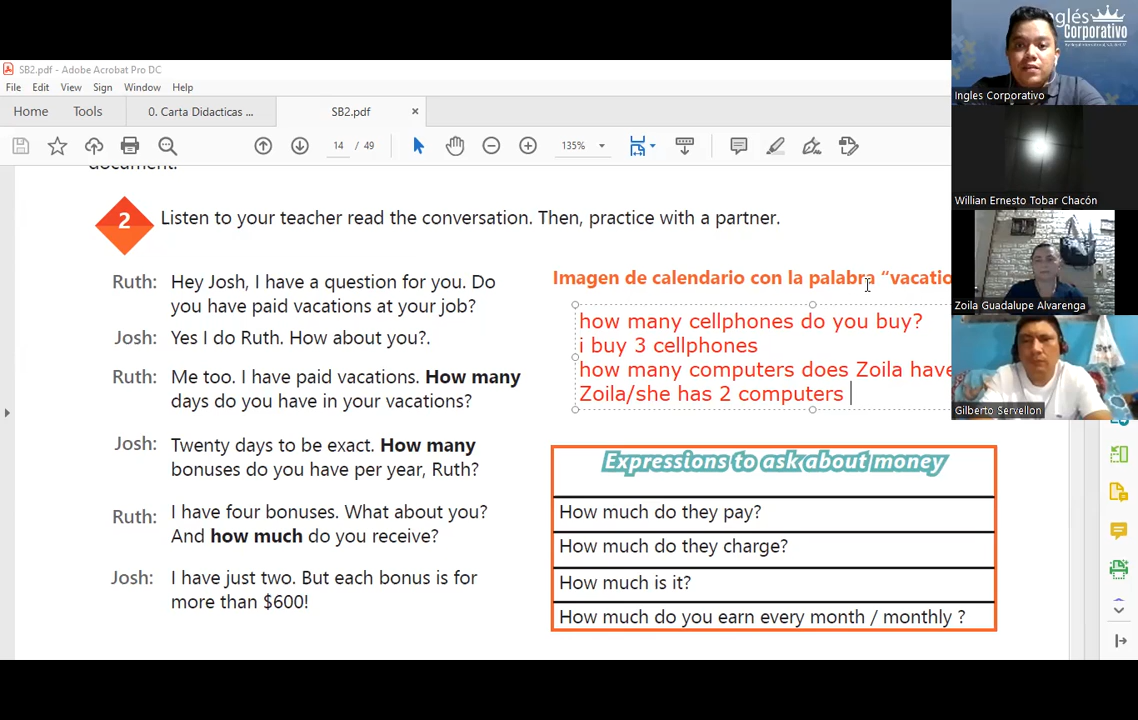 SB2.pdf - Adobe Acrobat Pro DC
File Edit View Sign Window Help
Home Tools 0. Carta Didacticas ... SB2.pdf ×
14 / 49 135%
document.
2 Listen to your teacher read the conversation. Then, practice with a partner.
Ruth: Hey Josh, I have a question for you. Do
you have paid vacations at your job?
Josh: Yes I do Ruth. How about you?.
Ruth: Me too. I have paid vacations. How many
days do you have in your vacations?
Josh: Twenty days to be exact. How many
bonuses do you have per year, Ruth?
Ruth: I have four bonuses. What about you?
And how much do you receive?
Josh: I have just two. But each bonus is for
more than $600!
Imagen de calendario con la palabra “vacatio
how many cellphones do you buy?
i buy 3 cellphones
how many computers does Zoila have
Zoila/she has 2 computers
Expressions to ask about money
How much do they pay?
How much do they charge?
How much is it?
How much do you earn every month / monthly ?
Inglés
Corporativo
Ingles Corporativo
Willian Ernesto Tobar Chacón
Zoila Guadalupe Alvarenga
Gilberto Servellon